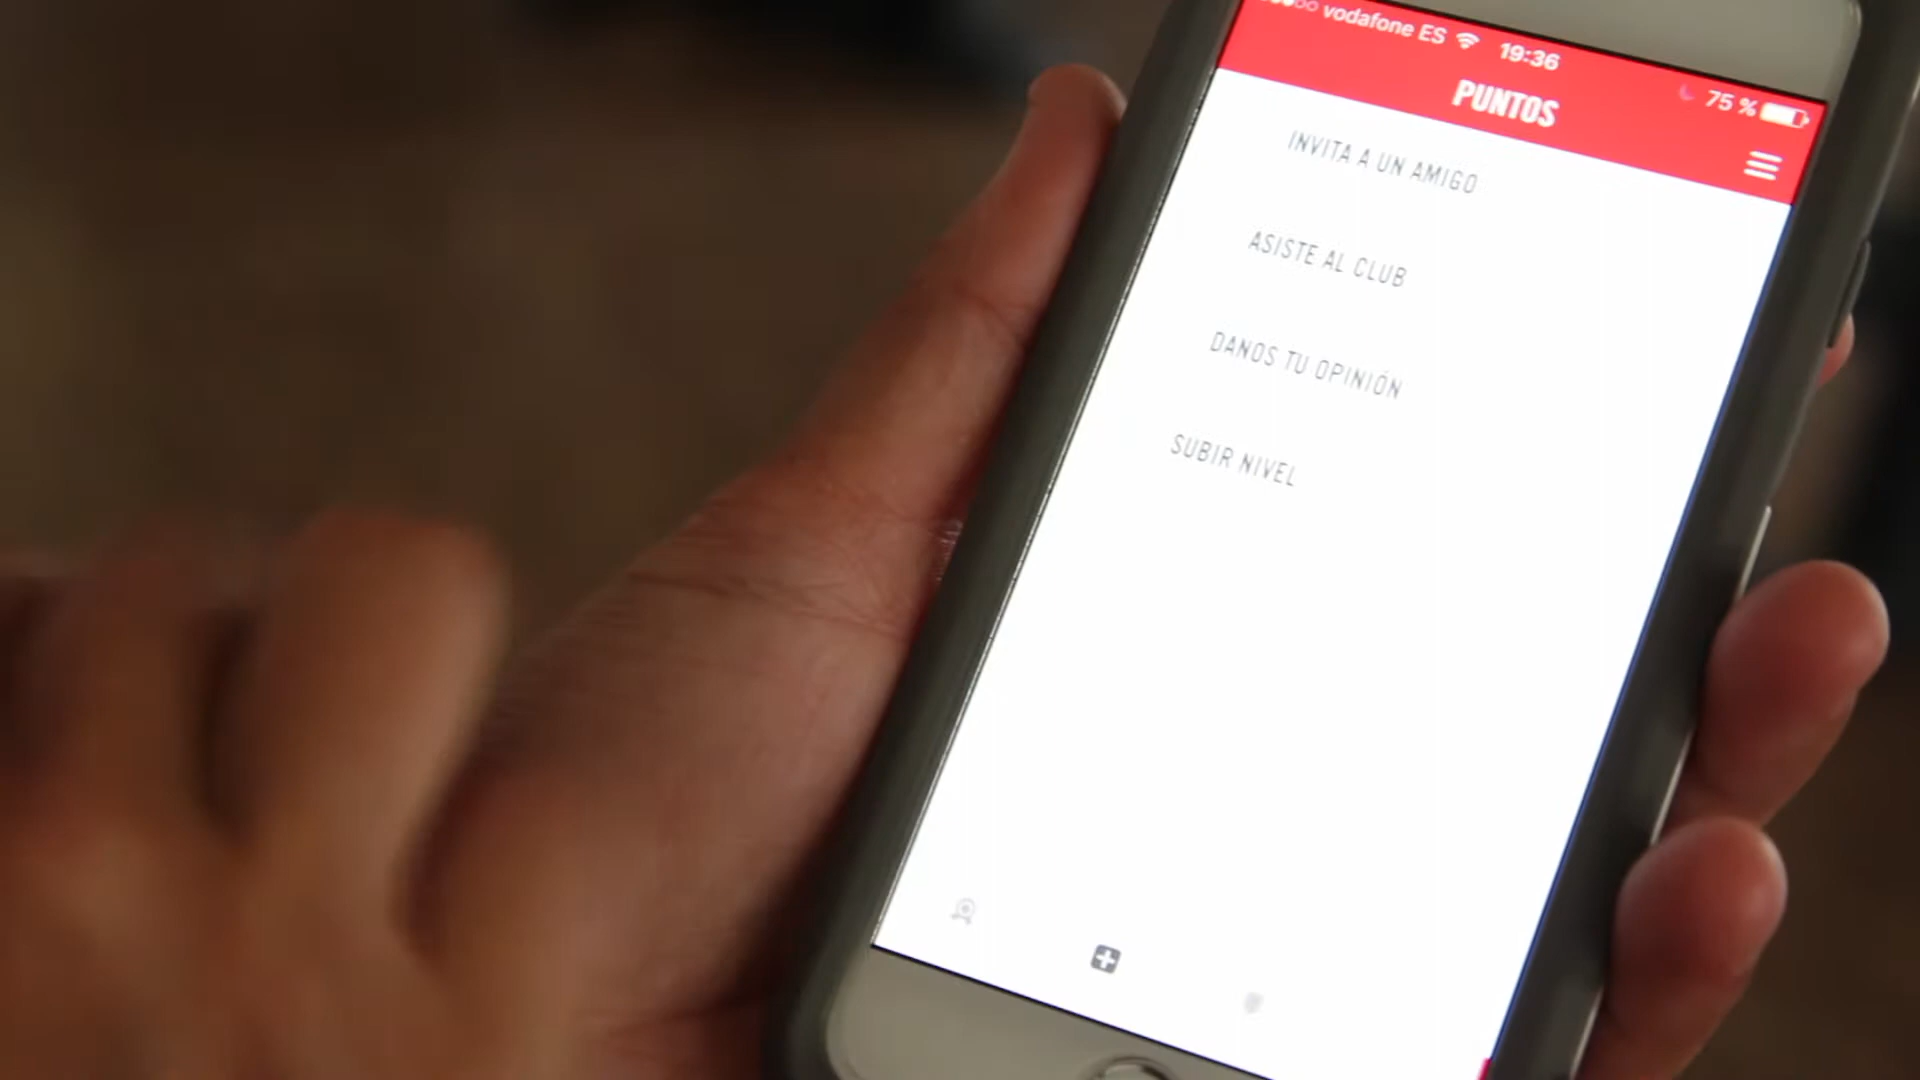 vodafone ES 19:36 75 %
PUNTOS
INVITA A UN AMIGO
ASISTE AL CLUB
DANOS TU OPINIÓN
SUBIR NIVEL